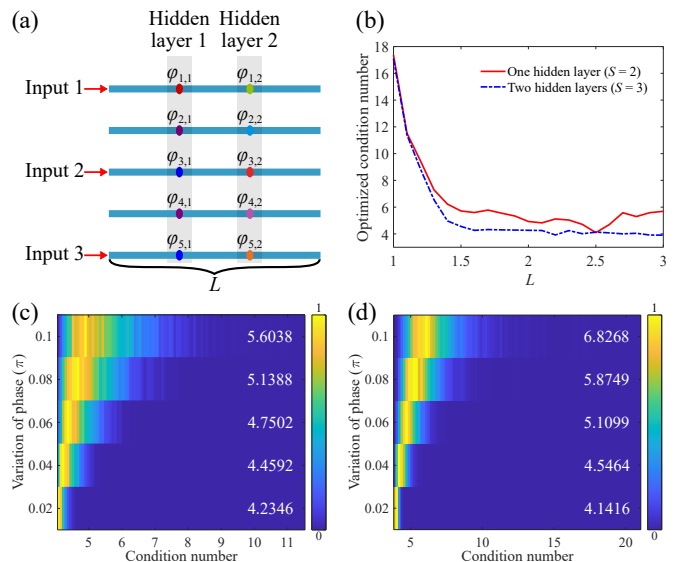 (a)
Hidden layer 1
Hidden layer 2
Input 1
φ1,1
φ1,2
φ2,1
φ2,2
Input 2
φ3,1
φ3,2
φ4,1
φ4,2
Input 3
φ5,1
φ5,2
L
(b)
Optimized condition number
18
16
14
12
10
8
6
4
One hidden layer (S = 2)
Two hidden layers (S = 3)
1
1.5
2
2.5
3
L
(c)
Variation of phase (π)
0.1
0.08
0.06
0.04
0.02
5.6038
5.1388
4.7502
4.4592
4.2346
5
6
7
8
9
10
11
Condition number
1
0
(d)
Variation of phase (π)
0.1
0.08
0.06
0.04
0.02
6.8268
5.8749
5.1099
4.5464
4.1416
5
10
15
20
Condition number
1
0